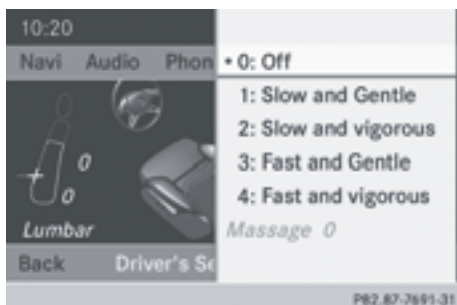 10:20
Navi Audio Phon
• 0: Off
1: Slow and Gentle
2: Slow and vigorous
3: Fast and Gentle
4: Fast and vigorous
Massage 0
0
0
Lumbar
Back Driver's Se
P82.87-7691-31